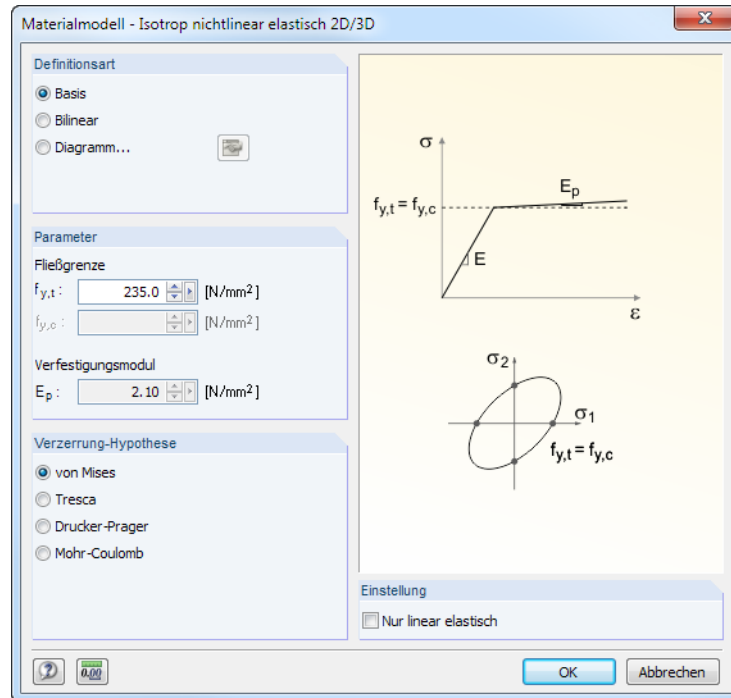 Materialmodell - Isotrop nichtlinear elastisch 2D/3D
Definitionsart
Basis
Bilinear
Diagramm...
Parameter
Fließgrenze
fy,t : 235.0 [N/mm²]
fy,c : [N/mm²]
Verfestigungsmodul
Ep : 2.10 [N/mm²]
Verzerrung-Hypothese
von Mises
Tresca
Drucker-Prager
Mohr-Coulomb
σ
fy,t = fy,c
Ep
E
ε
σ2
σ1
fy,t = fy,c
Einstellung
Nur linear elastisch
0.00
OK
Abbrechen